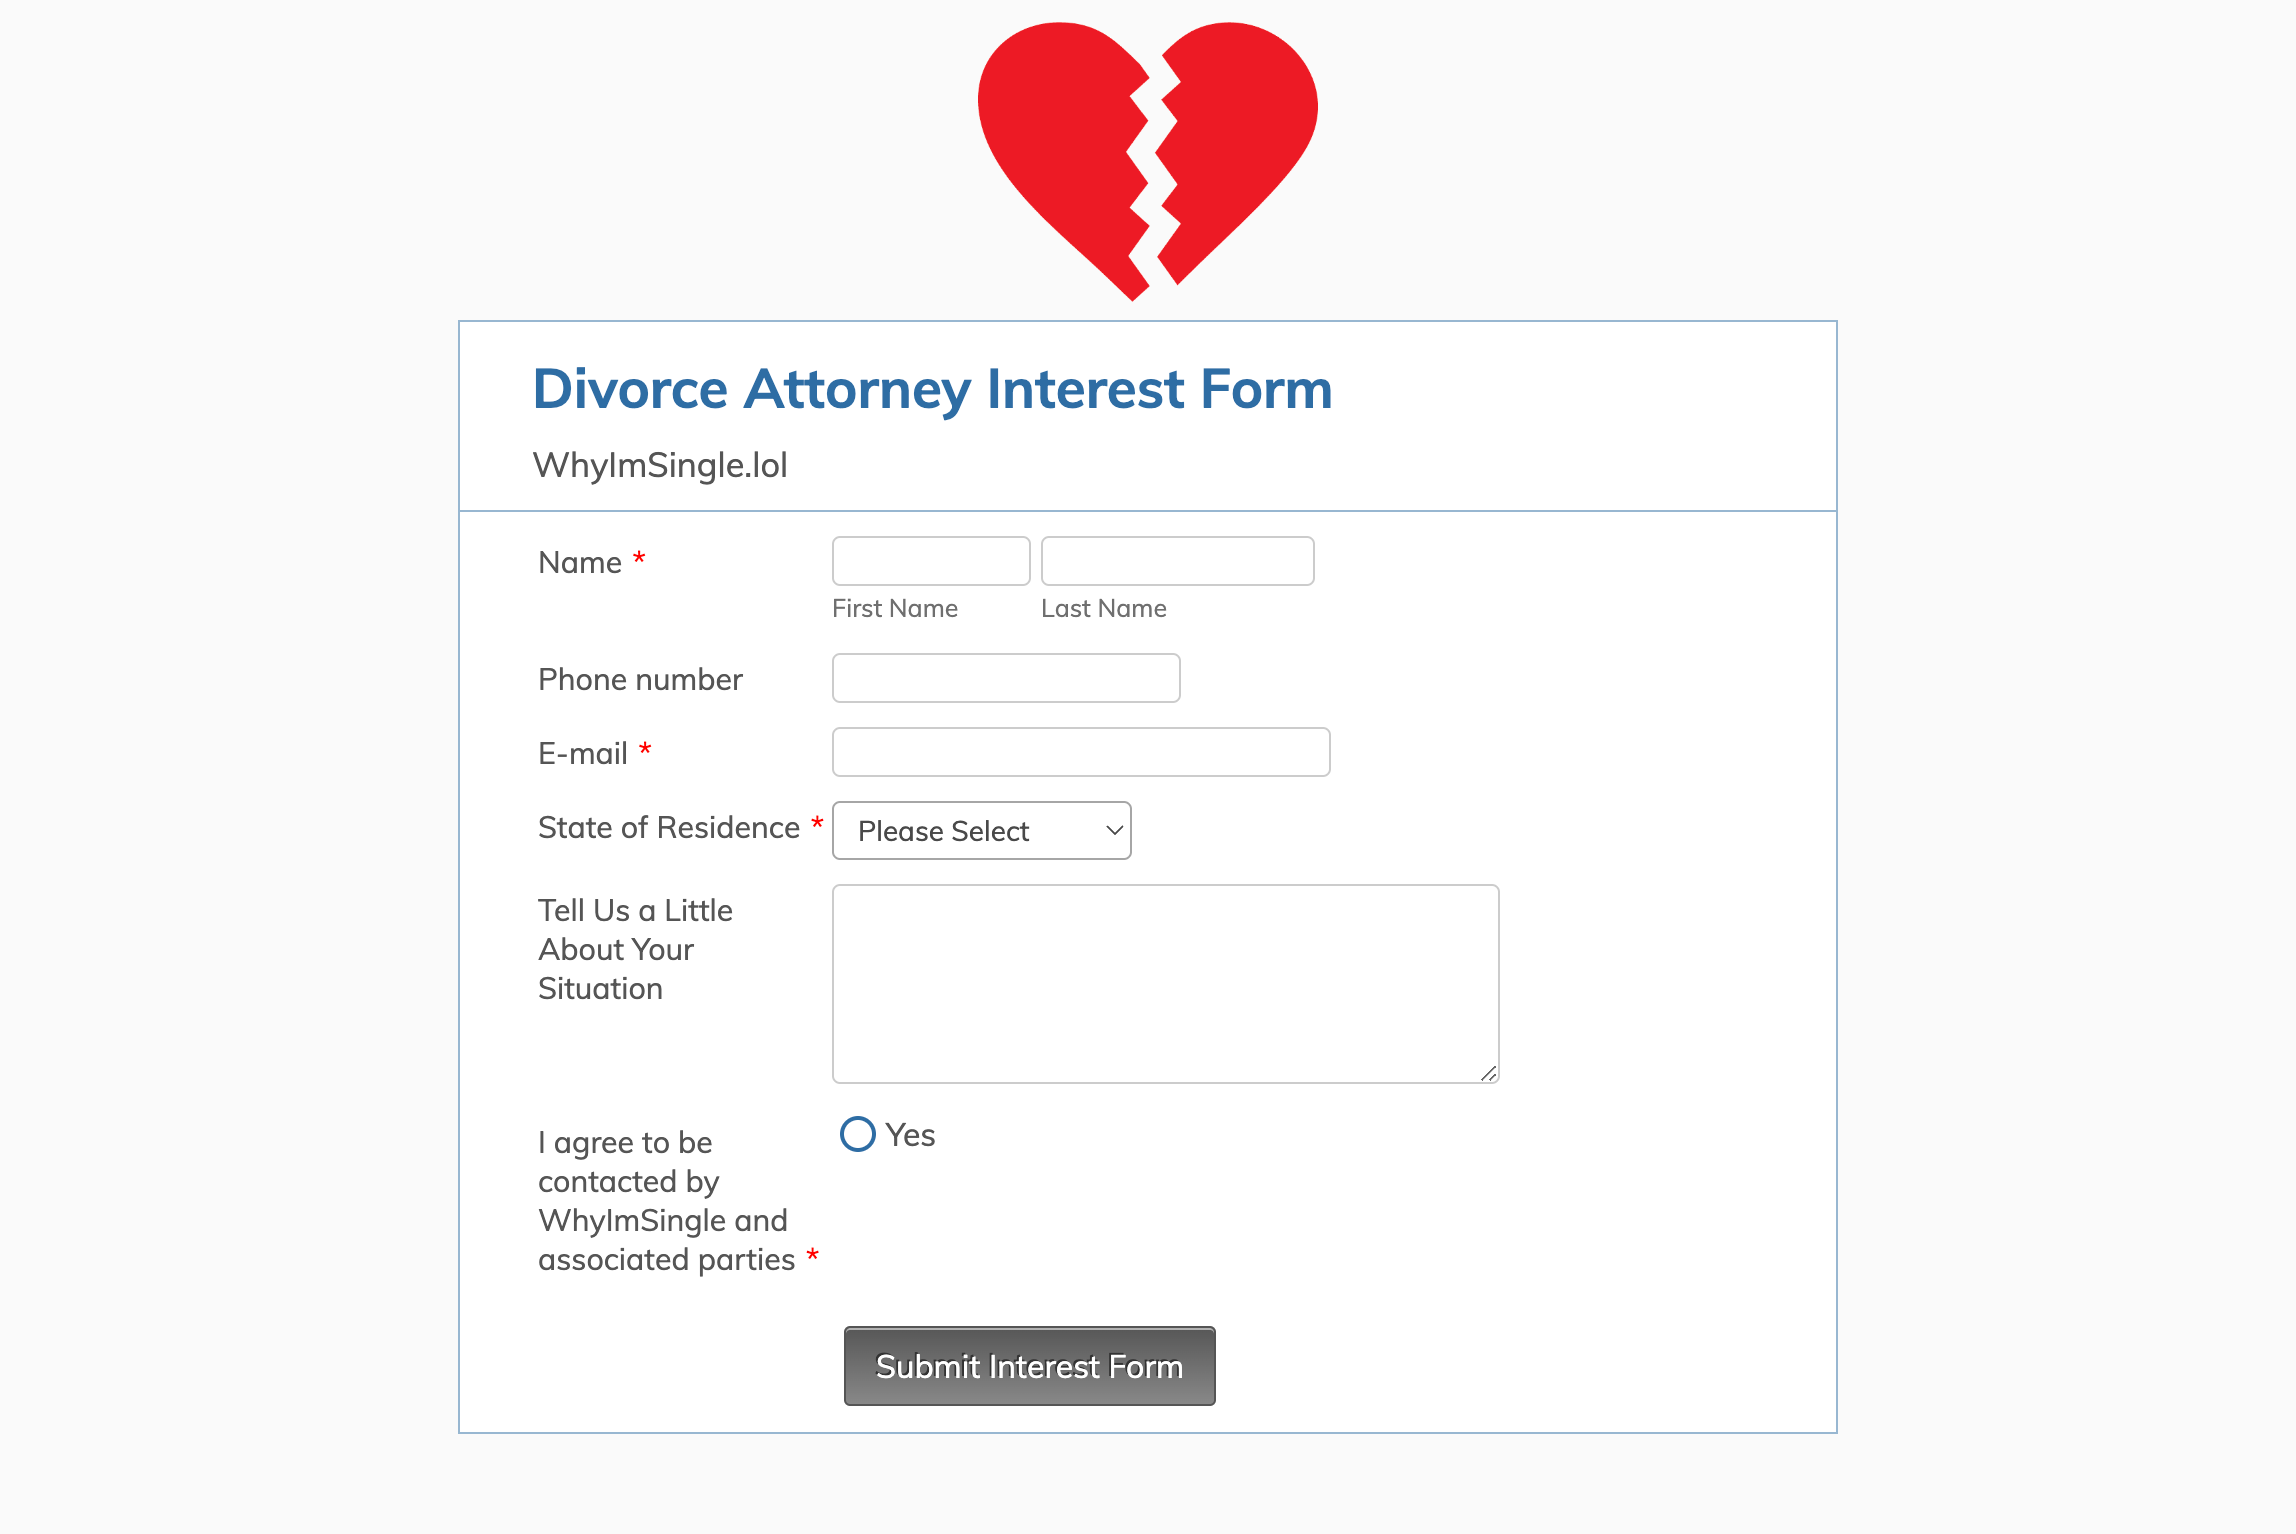 Divorce Attorney Interest Form
WhyImSingle.lol
Name *
First Name Last Name
Phone number
E-mail *
State of Residence * Please Select
Tell Us a Little
About Your
Situation
Yes
I agree to be
contacted by
WhyImSingle and
associated parties *
Submit Interest Form